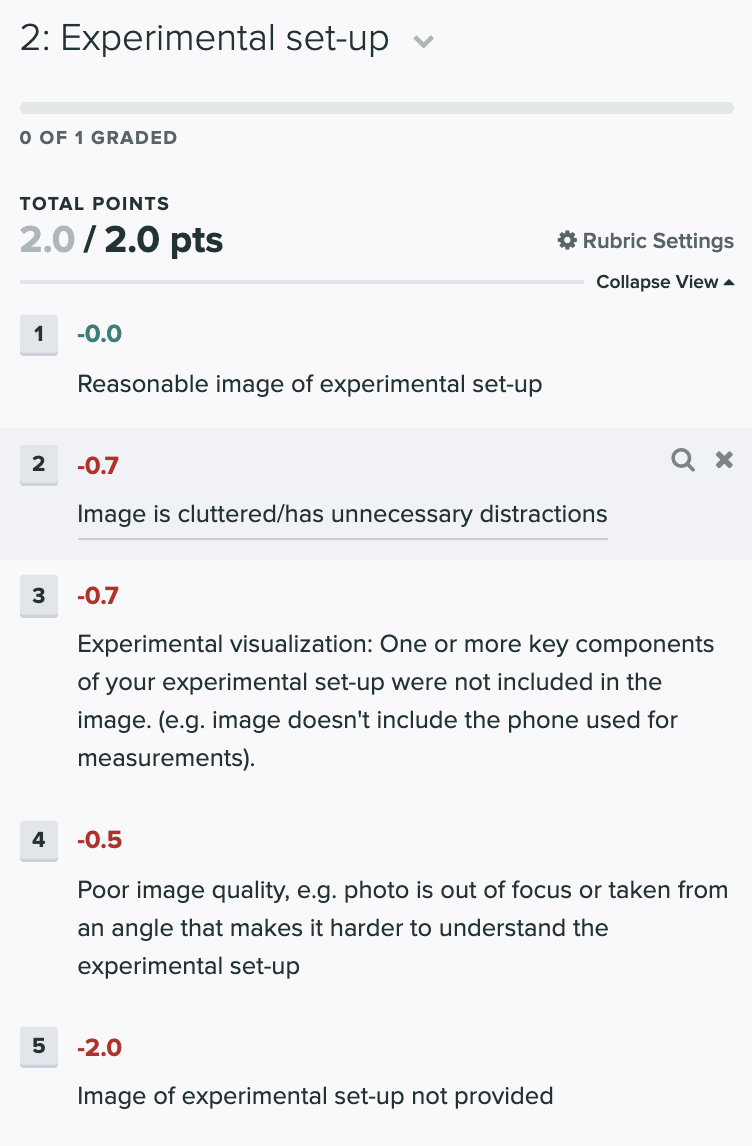 2: Experimental set-up
0 OF 1 GRADED
TOTAL POINTS
2.0 / 2.0 pts
Rubric Settings
Collapse View
1
-0.0
Reasonable image of experimental set-up
2
-0.7
Image is cluttered/has unnecessary distractions
3
-0.7
Experimental visualization: One or more key components
of your experimental set-up were not included in the
image. (e.g. image doesn't include the phone used for
measurements).
4
-0.5
Poor image quality, e.g. photo is out of focus or taken from
an angle that makes it harder to understand the
experimental set-up
5
-2.0
Image of experimental set-up not provided